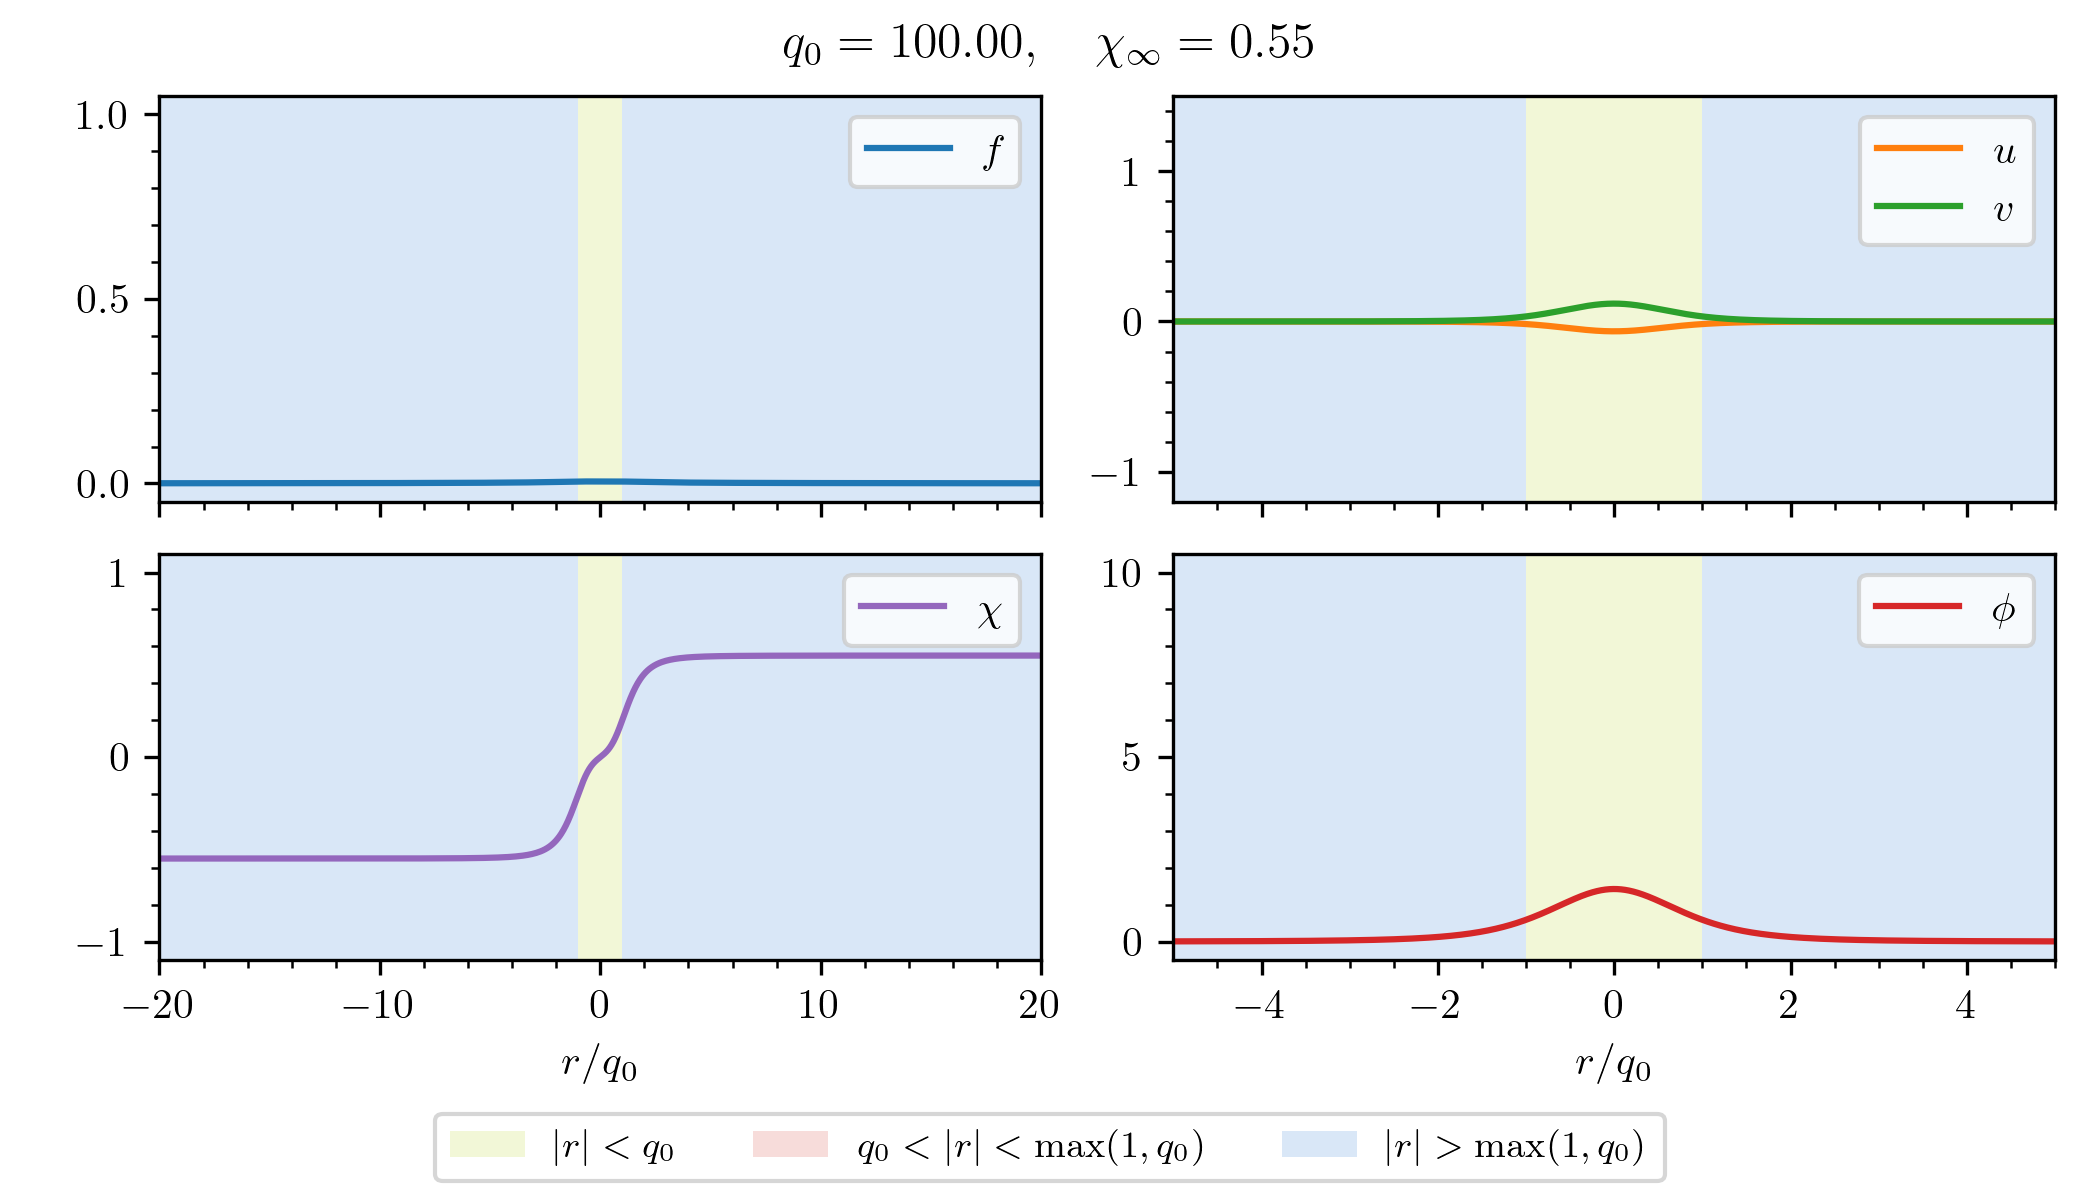 q₀ = 100.00, χ∞ = 0.55
1.0
0.5
0.0
f
1
0
−1
u
v
1
0
−1
χ
−20
−10
0
10
20
r/q₀
10
5
0
ϕ
−4
−2
0
2
4
r/q₀
|r| < q₀
q₀ < |r| < max(1, q₀)
|r| > max(1, q₀)